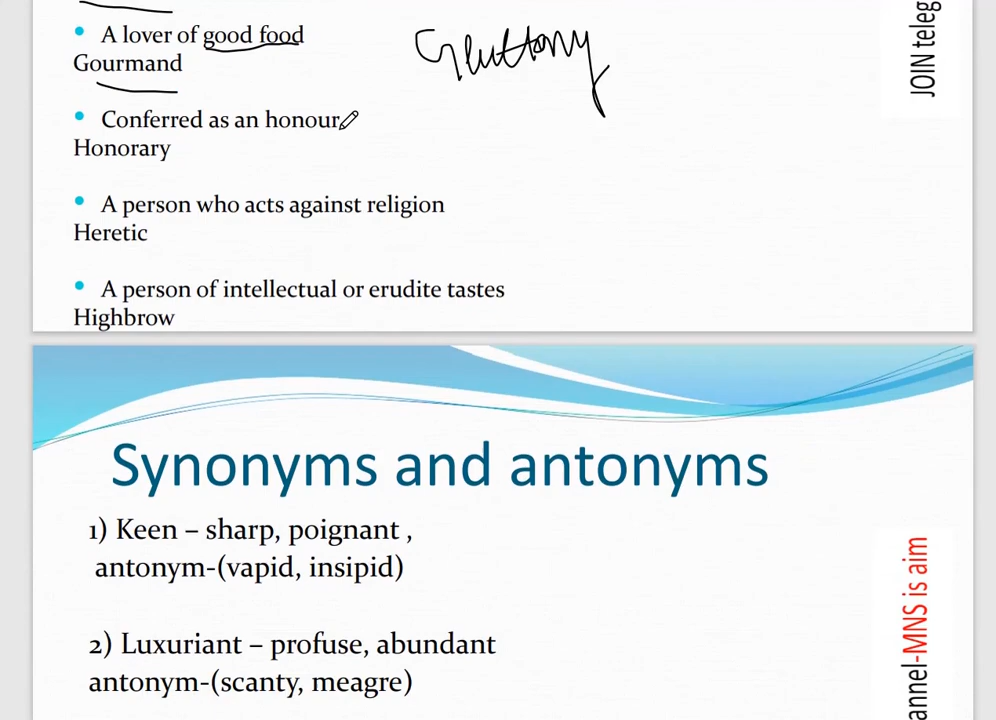 A lover of good food
Gluttony
Gourmand
Conferred as an honour
Honorary
A person who acts against religion
Heretic
A person of intellectual or erudite tastes
Highbrow
JOIN teleg
Synonyms and antonyms
1) Keen – sharp, poignant ,
antonym-(vapid, insipid)
2) Luxuriant – profuse, abundant
antonym-(scanty, meagre)
annel-MNS is aim